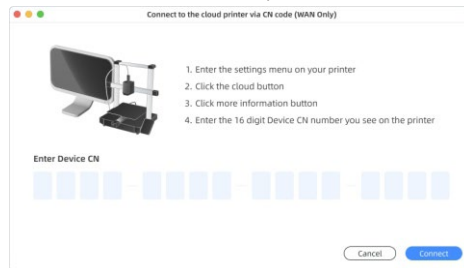 Connect to the cloud printer via CN code (WAN Only)
1. Enter the settings menu on your printer
2. Click the cloud button
3. Click more information button
4. Enter the 16 digit Device CN number you see on the printer
Enter Device CN
Cancel Connect